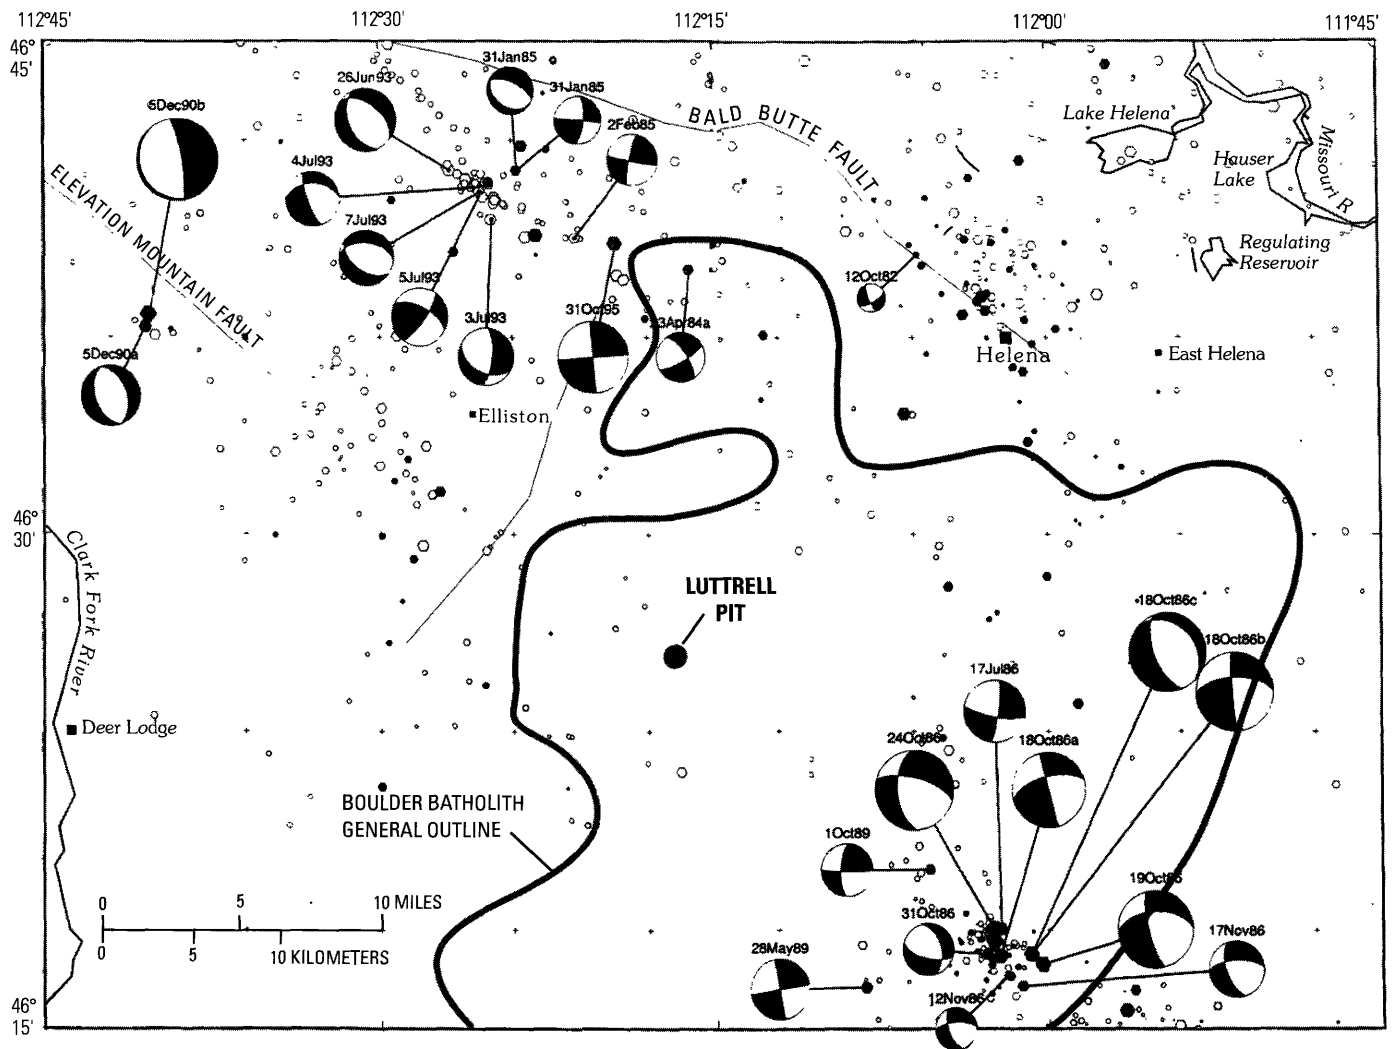 112°45'
112°30'
112°15'
112°00'
111°45'
46°
45'
31Jan85
26Jun93
31Jan85
6Dec90b
BALD BUTTE FAULT
Lake Helena
2Feb85
Missouri R
4Jul93
Hauser
Lake
ELEVATION MOUNTAIN FAULT
7Jul93
Regulating
Reservoir
5Jul93
12Oct82
3Jul93
31Oct95
23Apr84a
5Dec90a
Helena
East Helena
Elliston
46°
30'
Clark Fork River
LUTTRELL
PIT
18Oct86c
18Oct86b
17Jul86
Deer Lodge
24Oct86
18Oct86a
BOULDER BATHOLITH
GENERAL OUTLINE
1Oct89
0 5 10 MILES
19Oct86
31Oct86
17Nov86
0 5 10 KILOMETERS
28May89
12Nov86
46°
15'